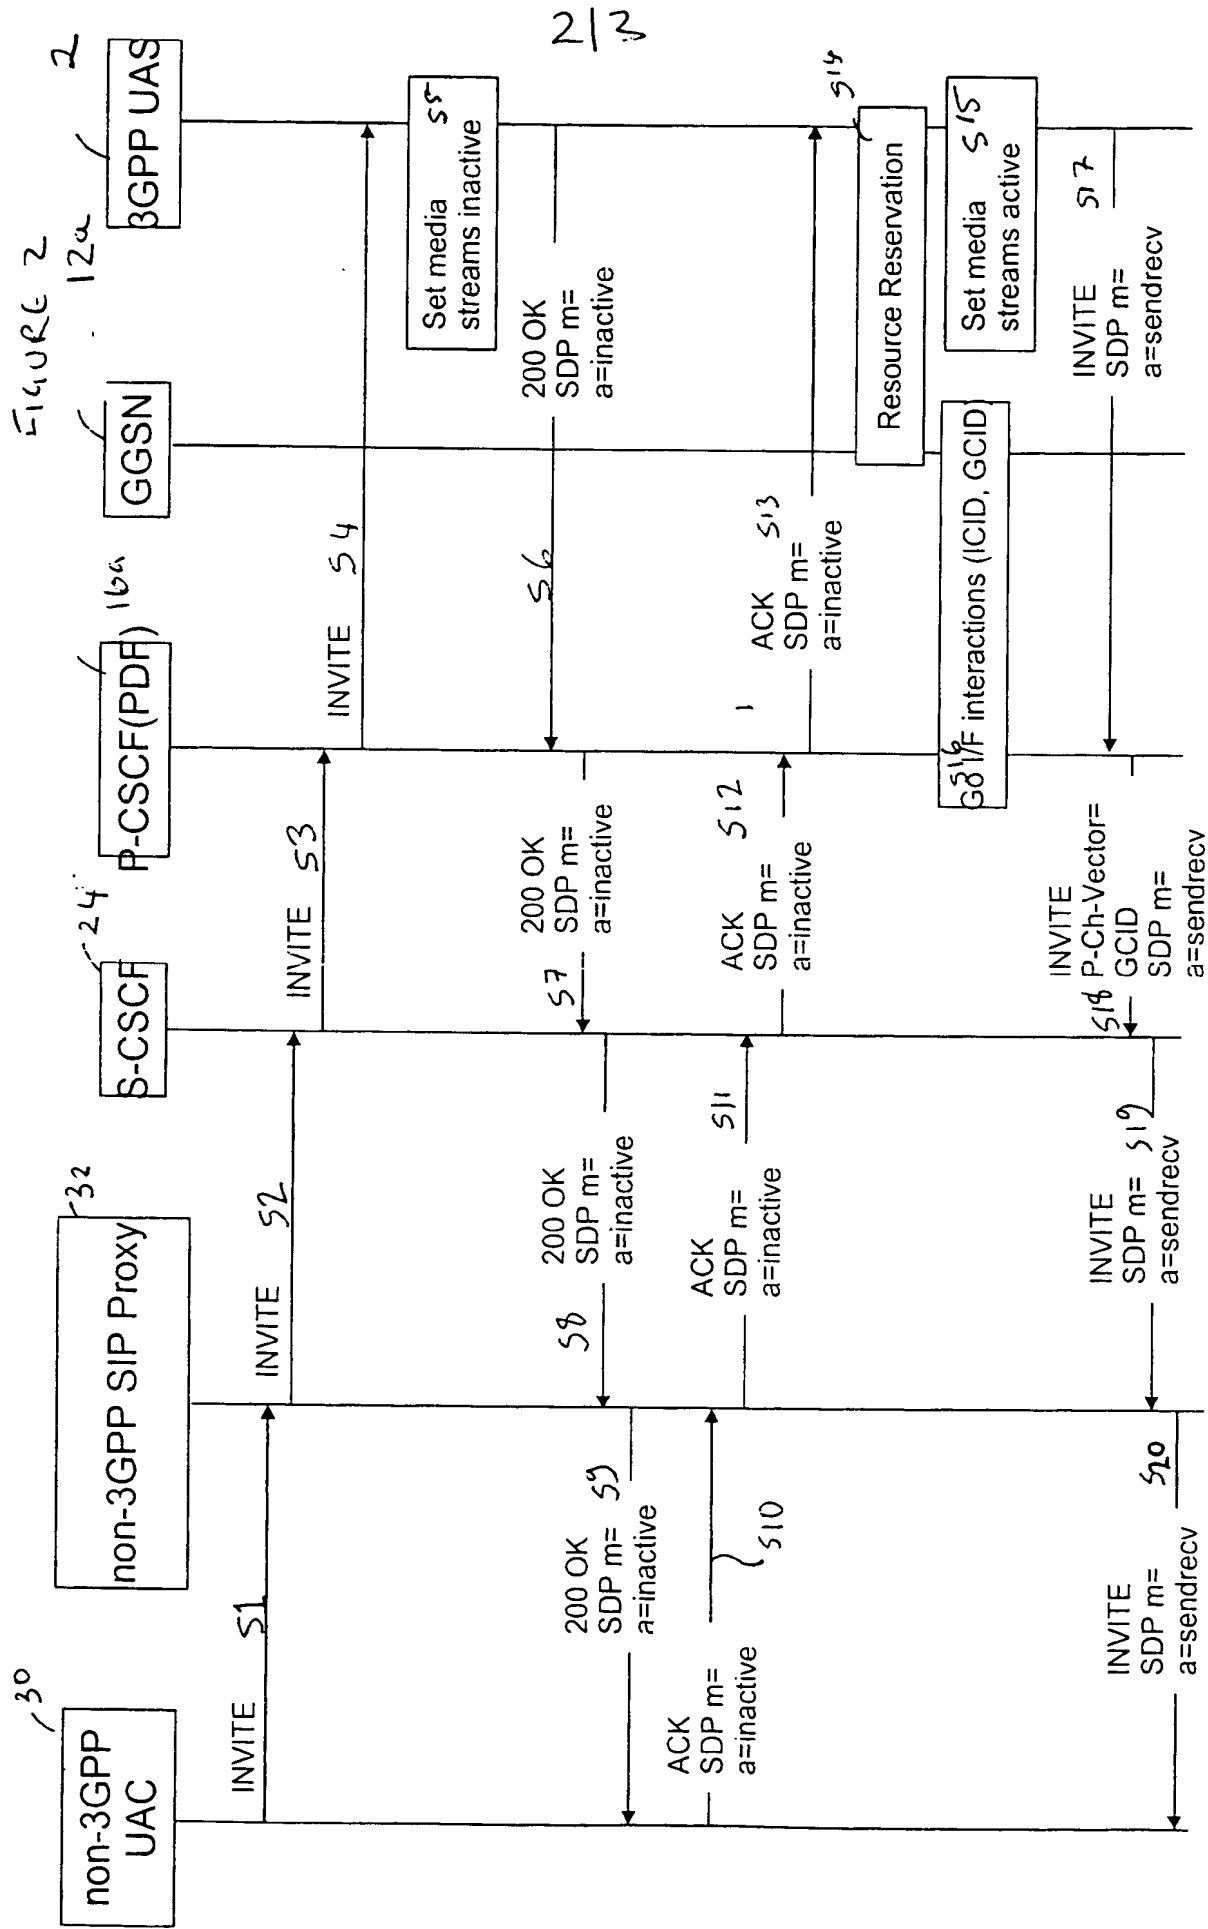 2/3
FIGURE 2
30
non-3GPP
UAC
32
non-3GPP SIP Proxy
24
S-CSCF
16a
P-CSCF(PDF)
12a
GGSN
2
3GPP UAS
INVITE S1
INVITE S2
INVITE S3
INVITE S4
Set media S5
streams inactive
S6
200 OK
SDP m=
a=inactive
S7
200 OK
SDP m=
a=inactive
S8
200 OK
SDP m=
a=inactive
200 OK
SDP m= S9
a=inactive
ACK
SDP m=
a=inactive
S10
ACK
SDP m=
a=inactive
S11
ACK S12
SDP m=
a=inactive
ACK
SDP m= S13
a=inactive
S14
Resource Reservation
Set media S15
streams active
S16
Go I/F interactions (ICID, GCID)
INVITE S17
SDP m=
a=sendrecv
INVITE
S18 P-Ch-Vector=
GCID
SDP m=
a=sendrecv
INVITE
SDP m= S19
a=sendrecv
INVITE
SDP m=
a=sendrecv
S20